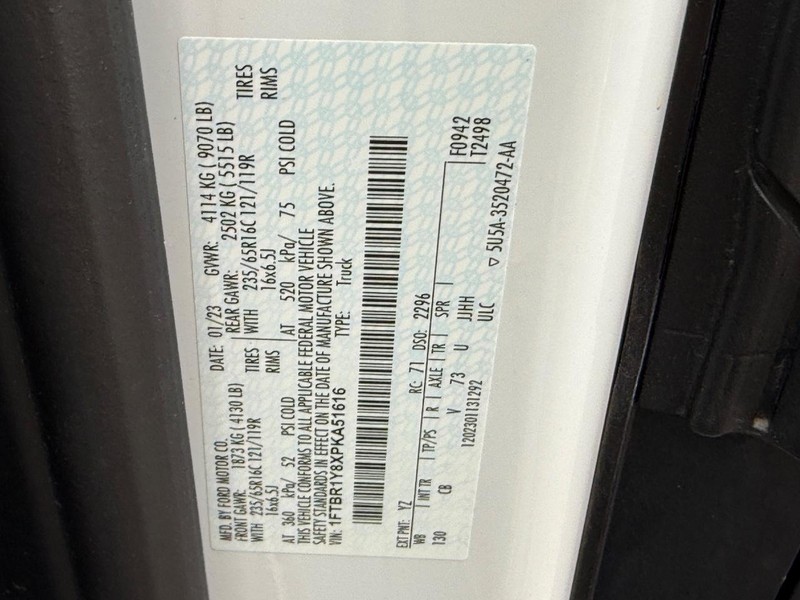 MFD. BY FORD MOTOR CO.
DATE: 01/23 GVWR: 4114 KG ( 9070 LB)
FRONT GAWR: 1873 KG ( 4130 LB) REAR GAWR: 2502 KG ( 5515 LB)
WITH 235/65R16C 121/119R TIRES WITH 235/65R16C 121/119R TIRES
16x6.5J RIMS 16x6.5J RIMS
AT 360 kPa/ 52 PSI COLD AT 520 kPa/ 75 PSI COLD
THIS VEHICLE CONFORMS TO ALL APPLICABLE FEDERAL MOTOR VEHICLE
SAFETY STANDARDS IN EFFECT ON THE DATE OF MANUFACTURE SHOWN ABOVE.
VIN: 1FTBR1Y8XPKA51616 TYPE: Truck
EXT PNT: YZ RC: 71 DSO: 2296 F0942
WB INT TR TP/PS R AXLE TR SPR T2498
130 CB V 73 U JJHH
1202301131292 ULC ▽ 5U5A-3520472-AA